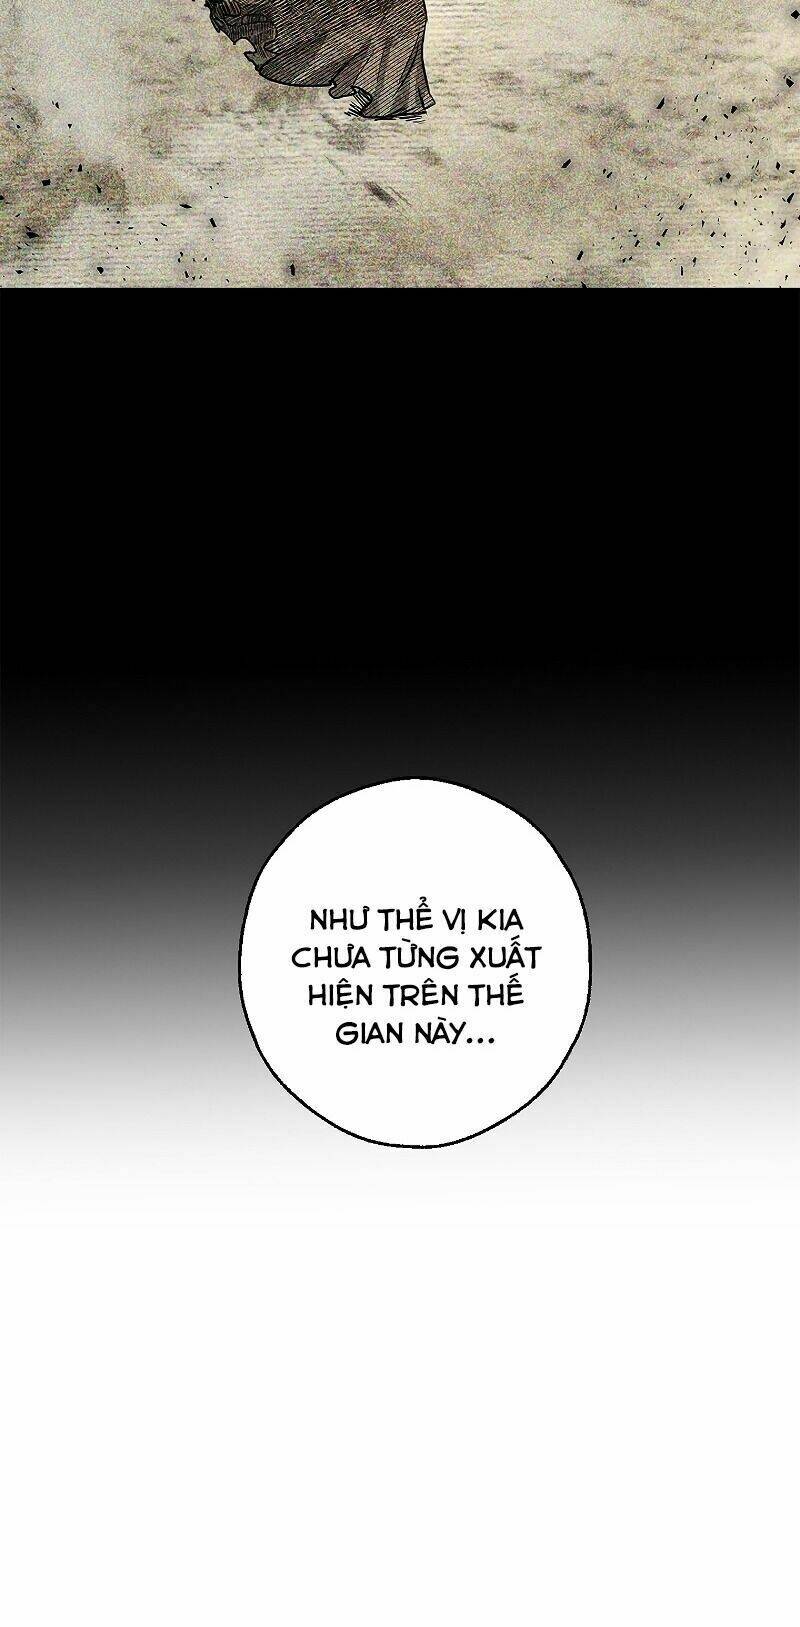 NHƯ THỂ VỊ KIA
CHƯA TỪNG XUẤT
HIỆN TRÊN THẾ
GIAN NÀY...